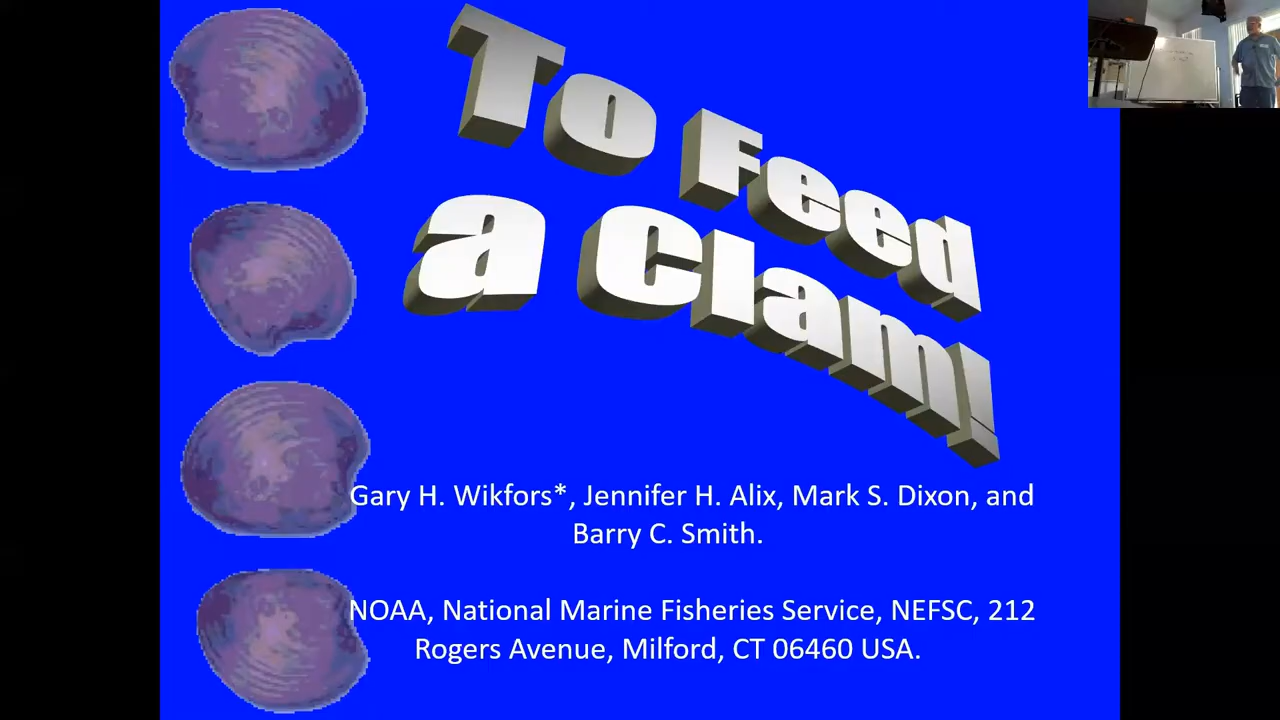 To Feed
a Clam!
Gary H. Wikfors*, Jennifer H. Alix, Mark S. Dixon, and
Barry C. Smith.
NOAA, National Marine Fisheries Service, NEFSC, 212
Rogers Avenue, Milford, CT 06460 USA.